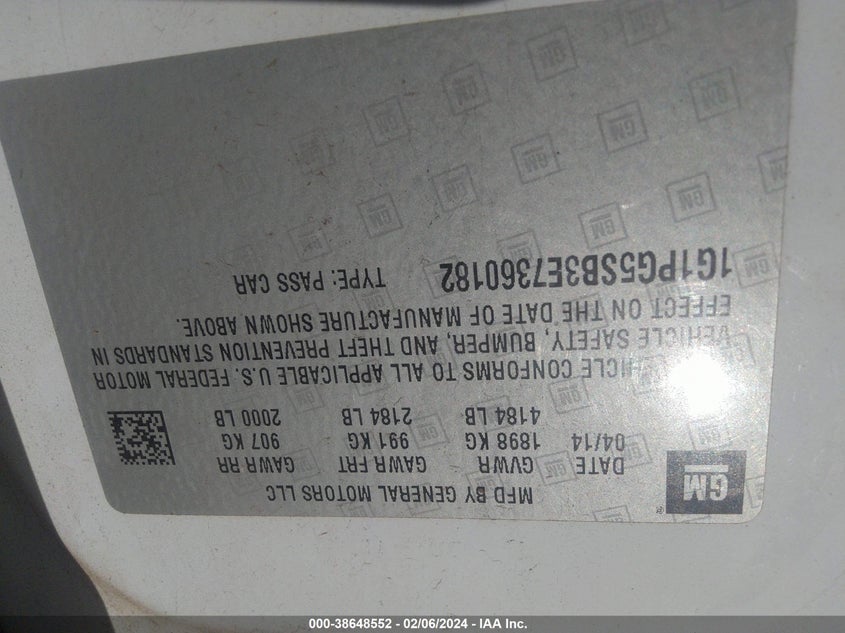 MFD BY GENERAL MOTORS LLC
GM
DATE GVWR GAWR FRT GAWR RR
04/14 1898 KG 991 KG 907 KG
4184 LB 2184 LB 2000 LB
VEHICLE CONFORMS TO ALL APPLICABLE U.S. FEDERAL MOTOR
VEHICLE SAFETY, BUMPER, AND THEFT PREVENTION STANDARDS IN
EFFECT ON THE DATE OF MANUFACTURE SHOWN ABOVE.
1G1PG5SB3E7360182 TYPE: PASS CAR
000-38648552 - 02/06/2024 - IAA Inc.